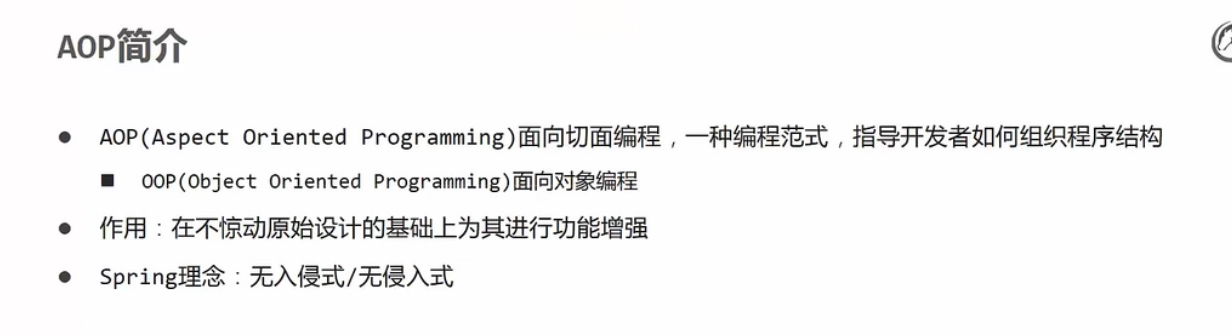 AOP简介
AOP(Aspect Oriented Programming)面向切面编程，一种编程范式，指导开发者如何组织程序结构
OOP(Object Oriented Programming)面向对象编程
作用：在不惊动原始设计的基础上为其进行功能增强
Spring理念：无入侵式/无侵入式